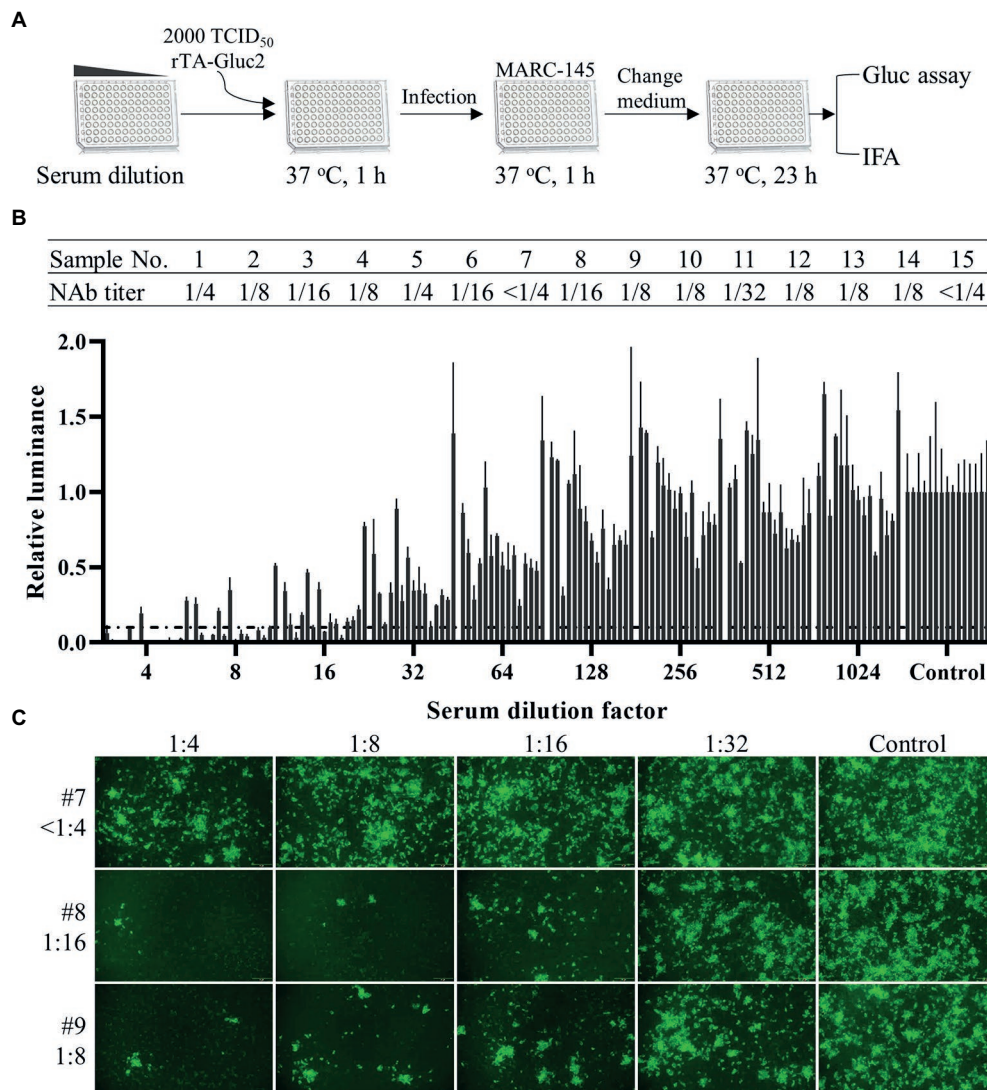 A
2000 TCID50
rTA-Gluc2
Infection
MARC-145
Change
medium
Gluc assay
IFA
Serum dilution
37 °C, 1 h
37 °C, 1 h
37 °C, 23 h
B
Sample No. 1 2 3 4 5 6 7 8 9 10 11 12 13 14 15
NAb titer 1/4 1/8 1/16 1/8 1/4 1/16 <1/4 1/16 1/8 1/8 1/32 1/8 1/8 1/8 <1/4
Relative luminance
2.0
1.5
1.0
0.5
0.0
4 8 16 32 64 128 256 512 1024 Control
Serum dilution factor
C
1:4 1:8 1:16 1:32 Control
#7
<1:4
#8
1:16
#9
1:8